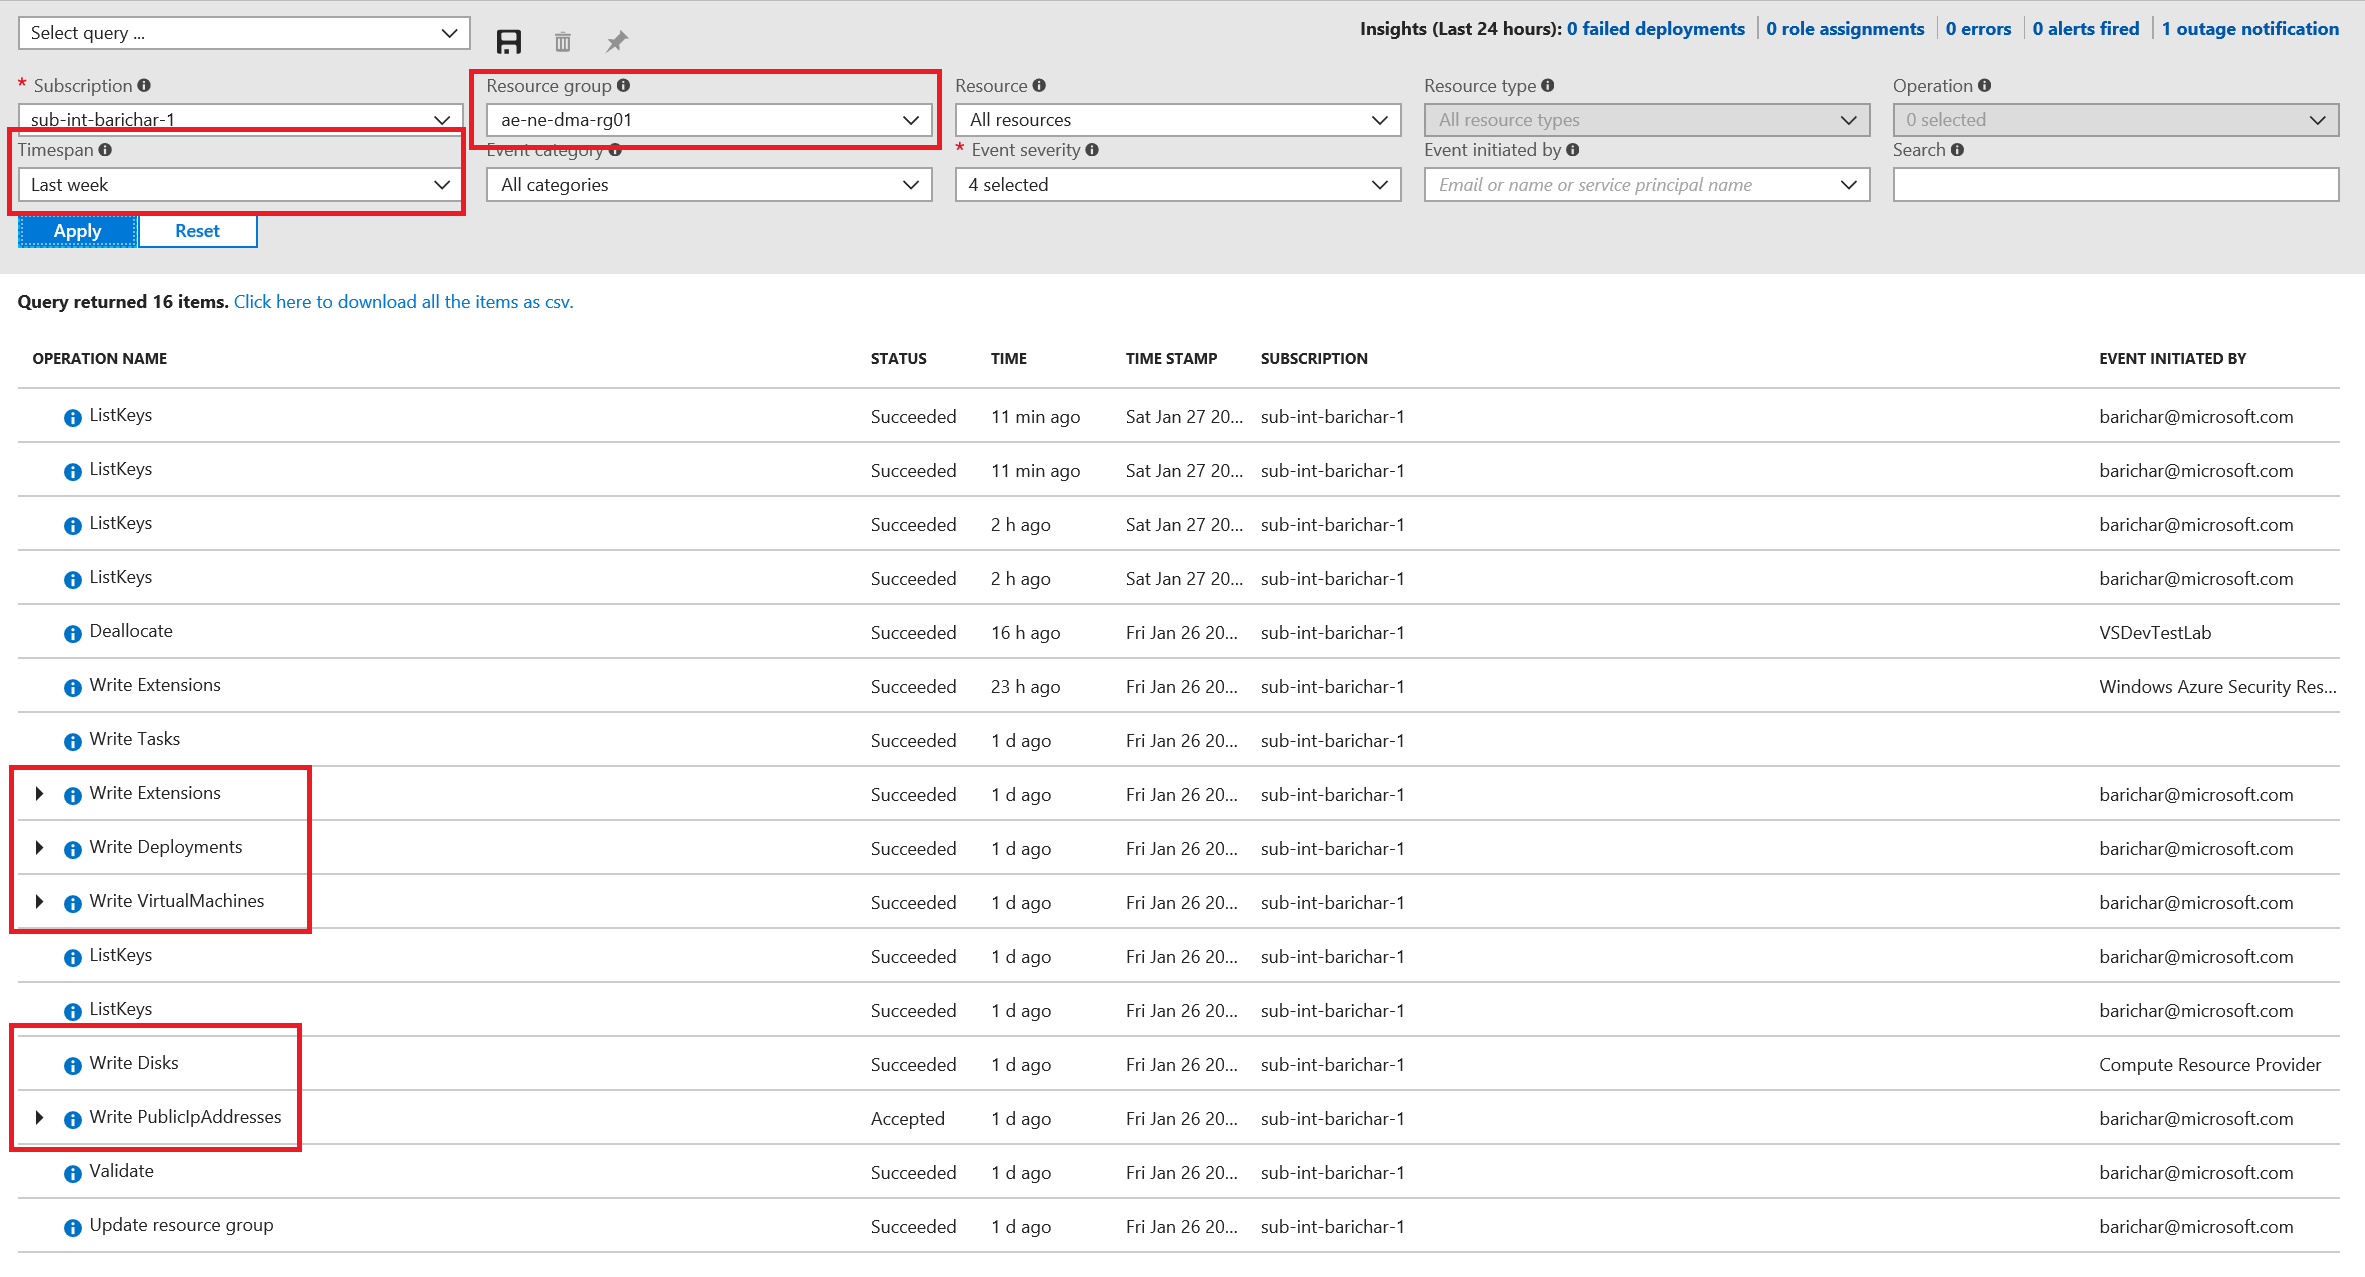 Select query ...
Insights (Last 24 hours): 0 failed deployments 0 role assignments 0 errors 0 alerts fired 1 outage notification
* Subscription Resource group Resource Resource type Operation
sub-int-barichar-1 ae-ne-dma-rg01 All resources All resource types 0 selected
Timespan Event category * Event severity Event initiated by Search
Last week All categories 4 selected Email or name or service principal name
Apply Reset
Query returned 16 items. Click here to download all the items as csv.
OPERATION NAME STATUS TIME TIME STAMP SUBSCRIPTION EVENT INITIATED BY
ListKeys Succeeded 11 min ago Sat Jan 27 20... sub-int-barichar-1 barichar@microsoft.com
ListKeys Succeeded 11 min ago Sat Jan 27 20... sub-int-barichar-1 barichar@microsoft.com
ListKeys Succeeded 2 h ago Sat Jan 27 20... sub-int-barichar-1 barichar@microsoft.com
ListKeys Succeeded 2 h ago Sat Jan 27 20... sub-int-barichar-1 barichar@microsoft.com
Deallocate Succeeded 16 h ago Fri Jan 26 20... sub-int-barichar-1 VSDevTestLab
Write Extensions Succeeded 23 h ago Fri Jan 26 20... sub-int-barichar-1 Windows Azure Security Res...
Write Tasks Succeeded 1 d ago Fri Jan 26 20... sub-int-barichar-1
Write Extensions Succeeded 1 d ago Fri Jan 26 20... sub-int-barichar-1 barichar@microsoft.com
Write Deployments Succeeded 1 d ago Fri Jan 26 20... sub-int-barichar-1 barichar@microsoft.com
Write VirtualMachines Succeeded 1 d ago Fri Jan 26 20... sub-int-barichar-1 barichar@microsoft.com
ListKeys Succeeded 1 d ago Fri Jan 26 20... sub-int-barichar-1 barichar@microsoft.com
ListKeys Succeeded 1 d ago Fri Jan 26 20... sub-int-barichar-1 barichar@microsoft.com
Write Disks Succeeded 1 d ago Fri Jan 26 20... sub-int-barichar-1 Compute Resource Provider
Write PublicIpAddresses Accepted 1 d ago Fri Jan 26 20... sub-int-barichar-1 barichar@microsoft.com
Validate Succeeded 1 d ago Fri Jan 26 20... sub-int-barichar-1 barichar@microsoft.com
Update resource group Succeeded 1 d ago Fri Jan 26 20... sub-int-barichar-1 barichar@microsoft.com